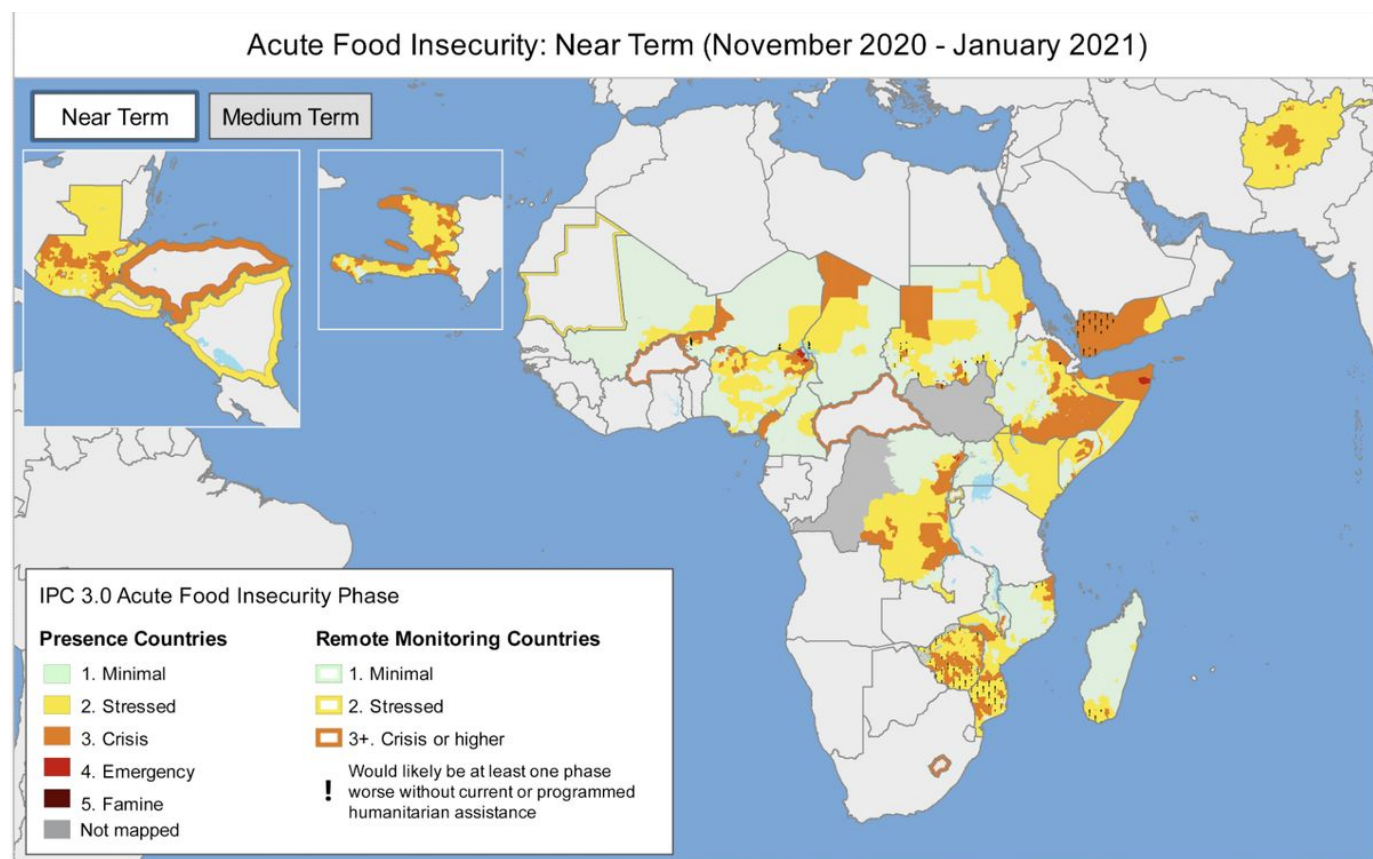 Acute Food Insecurity: Near Term (November 2020 - January 2021)
Near Term
Medium Term
IPC 3.0 Acute Food Insecurity Phase
Presence Countries
1. Minimal
2. Stressed
3. Crisis
4. Emergency
5. Famine
Not mapped
Remote Monitoring Countries
1. Minimal
2. Stressed
3+. Crisis or higher
! Would likely be at least one phase
worse without current or programmed
humanitarian assistance